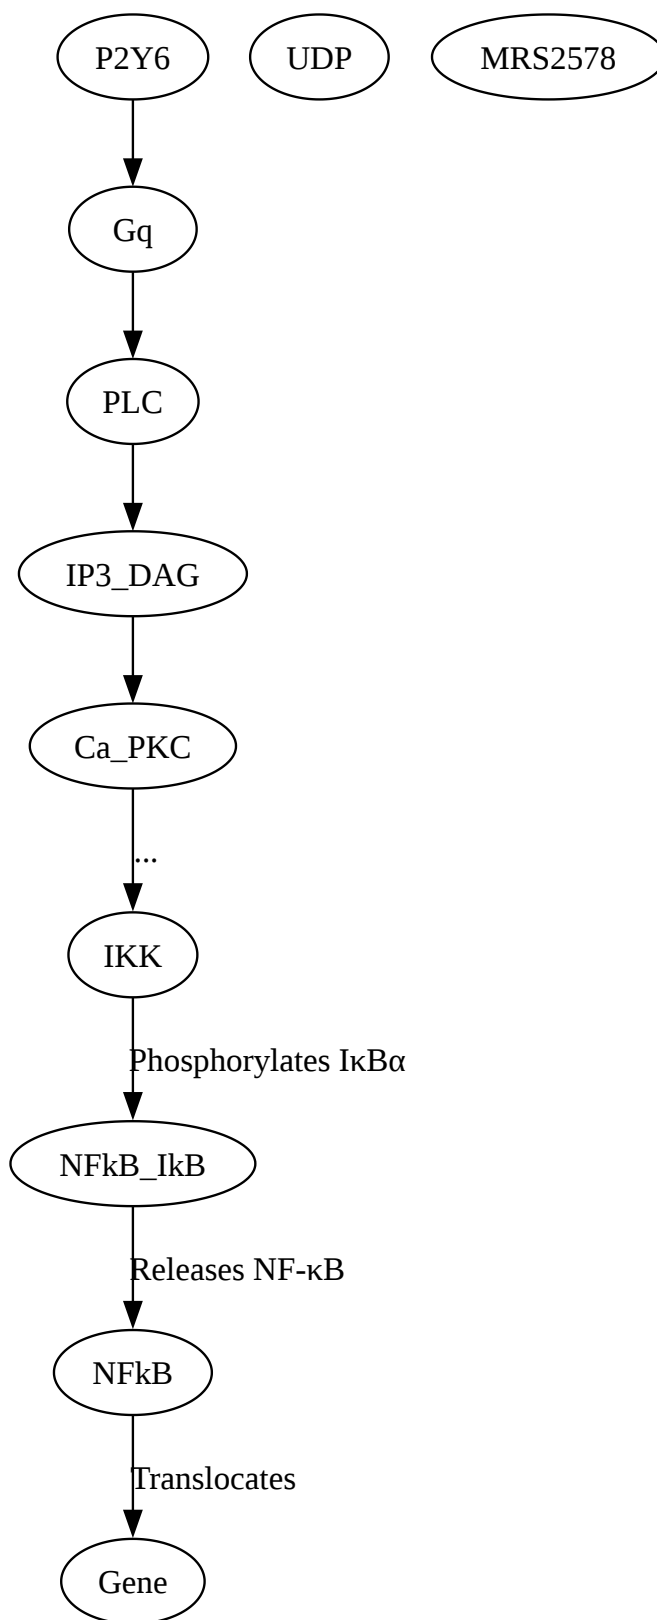 P2Y6 UDP MRS2578
Gq
PLC
IP3_DAG
Ca_PKC
...
IKK
Phosphorylates IκBα
NFkB_IkB
Releases NF-κB
NFkB
Translocates
Gene